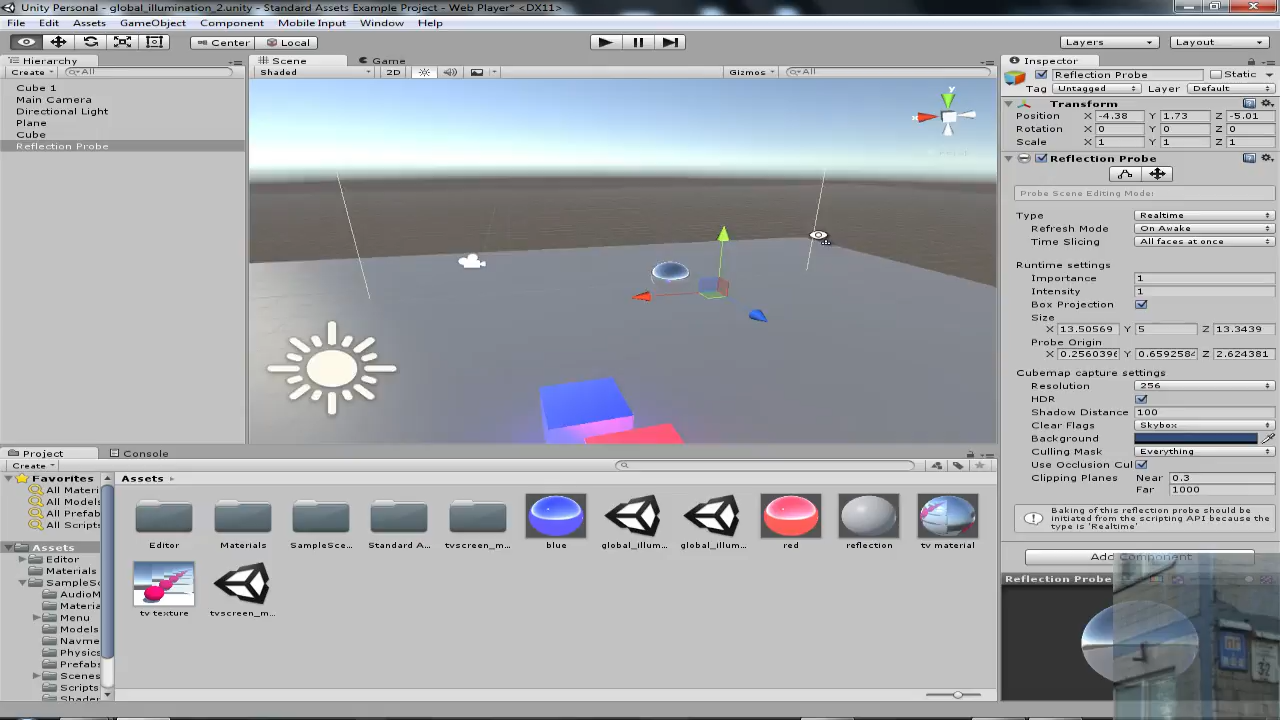 Unity Personal - global_illumination_2.unity - Standard Assets Example Project - Web Player* <DX11>
File Edit Assets GameObject Component Mobile Input Window Help
Center Local Layers Layout
Hierarchy
Create All
Cube 1
Main Camera
Directional Light
Plane
Cube
Reflection Probe
Scene Game
Shaded 2D Gizmos All
y
x
Inspector
Reflection Probe Static
Tag Untagged Layer Default
Transform
Position X -4.38 Y 1.73 Z -5.01
Rotation X 0 Y 0 Z 0
Scale X 1 Y 1 Z 1
Reflection Probe
Probe Scene Editing Mode:
Type Realtime
Refresh Mode On Awake
Time Slicing All faces at once
Runtime settings
Importance 1
Intensity 1
Box Projection
Size
X 13.50569 Y 5 Z 13.3439
Probe Origin
X 0.2560396 Y 0.6592584 Z 2.624381
Cubemap capture settings
Resolution 256
HDR
Shadow Distance 100
Clear Flags Skybox
Background
Culling Mask Everything
Use Occlusion Cul
Clipping Planes Near 0.3
Far 1000
Baking of this reflection probe should be
initiated from the scripting API because the
type is 'Realtime'
Add Component
Reflection Probe
Project Console
Create
Favorites
All Materi
All Models
All Prefab
All Script
Assets
Editor
Materials
SampleSc
AudioM
Materia
Menu
Models
Navme
Physics
Prefabs
Scenes
Scripts
Shader
Assets
Editor Materials SampleSce... Standard A... tvscreen_m... blue global_illum... global_illum... red reflection tv material
tv texture tvscreen_m...
32